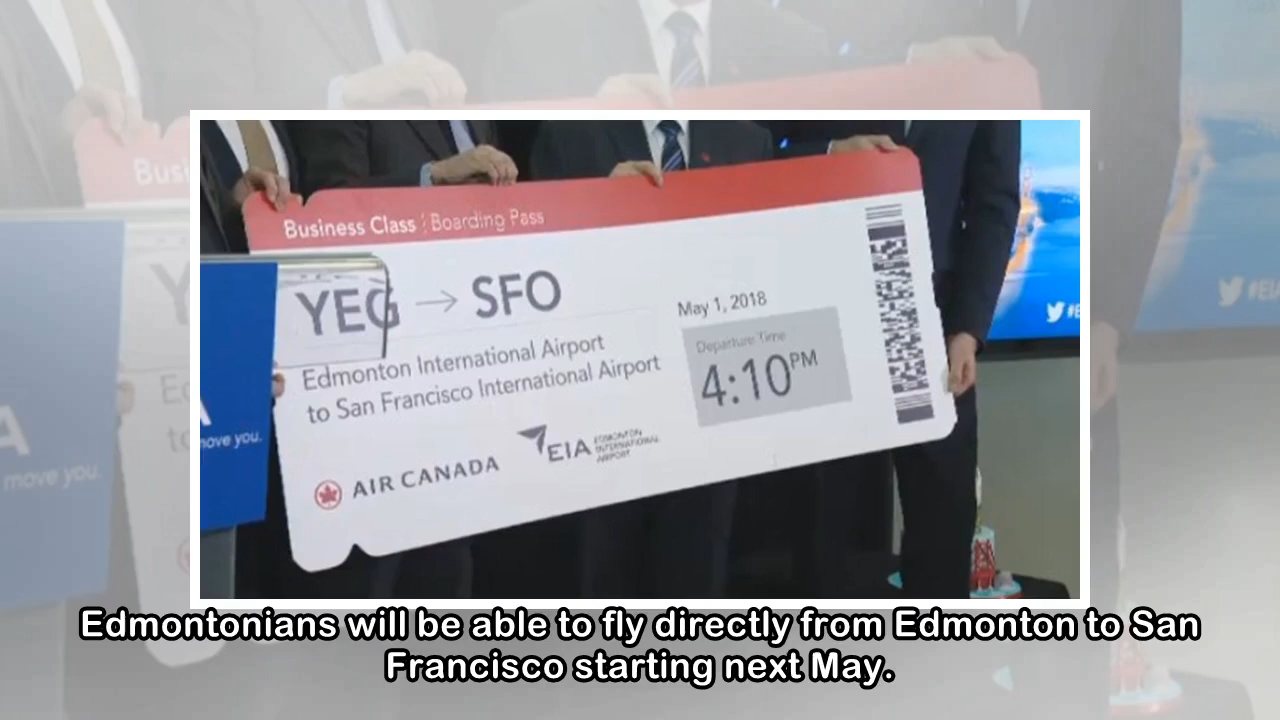 Business Class | Boarding Pass
YEG → SFO
Edmonton International Airport
to San Francisco International Airport
May 1, 2018
Departure Time
4:10 PM
AIR CANADA
EIA EDMONTON
INTERNATIONAL
AIRPORT
move you.
Edmontonians will be able to fly directly from Edmonton to San
Francisco starting next May.